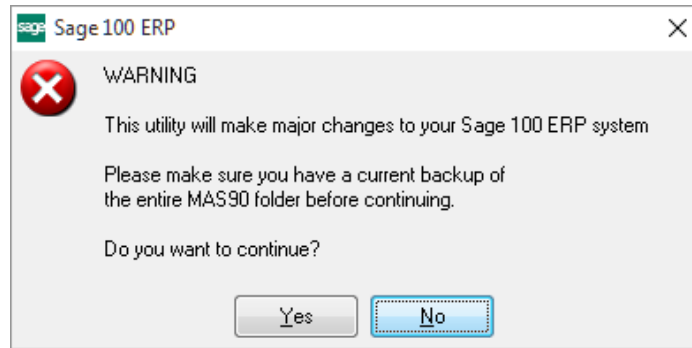 sage Sage 100 ERP
WARNING
This utility will make major changes to your Sage 100 ERP system
Please make sure you have a current backup of
the entire MAS90 folder before continuing.
Do you want to continue?
Yes No